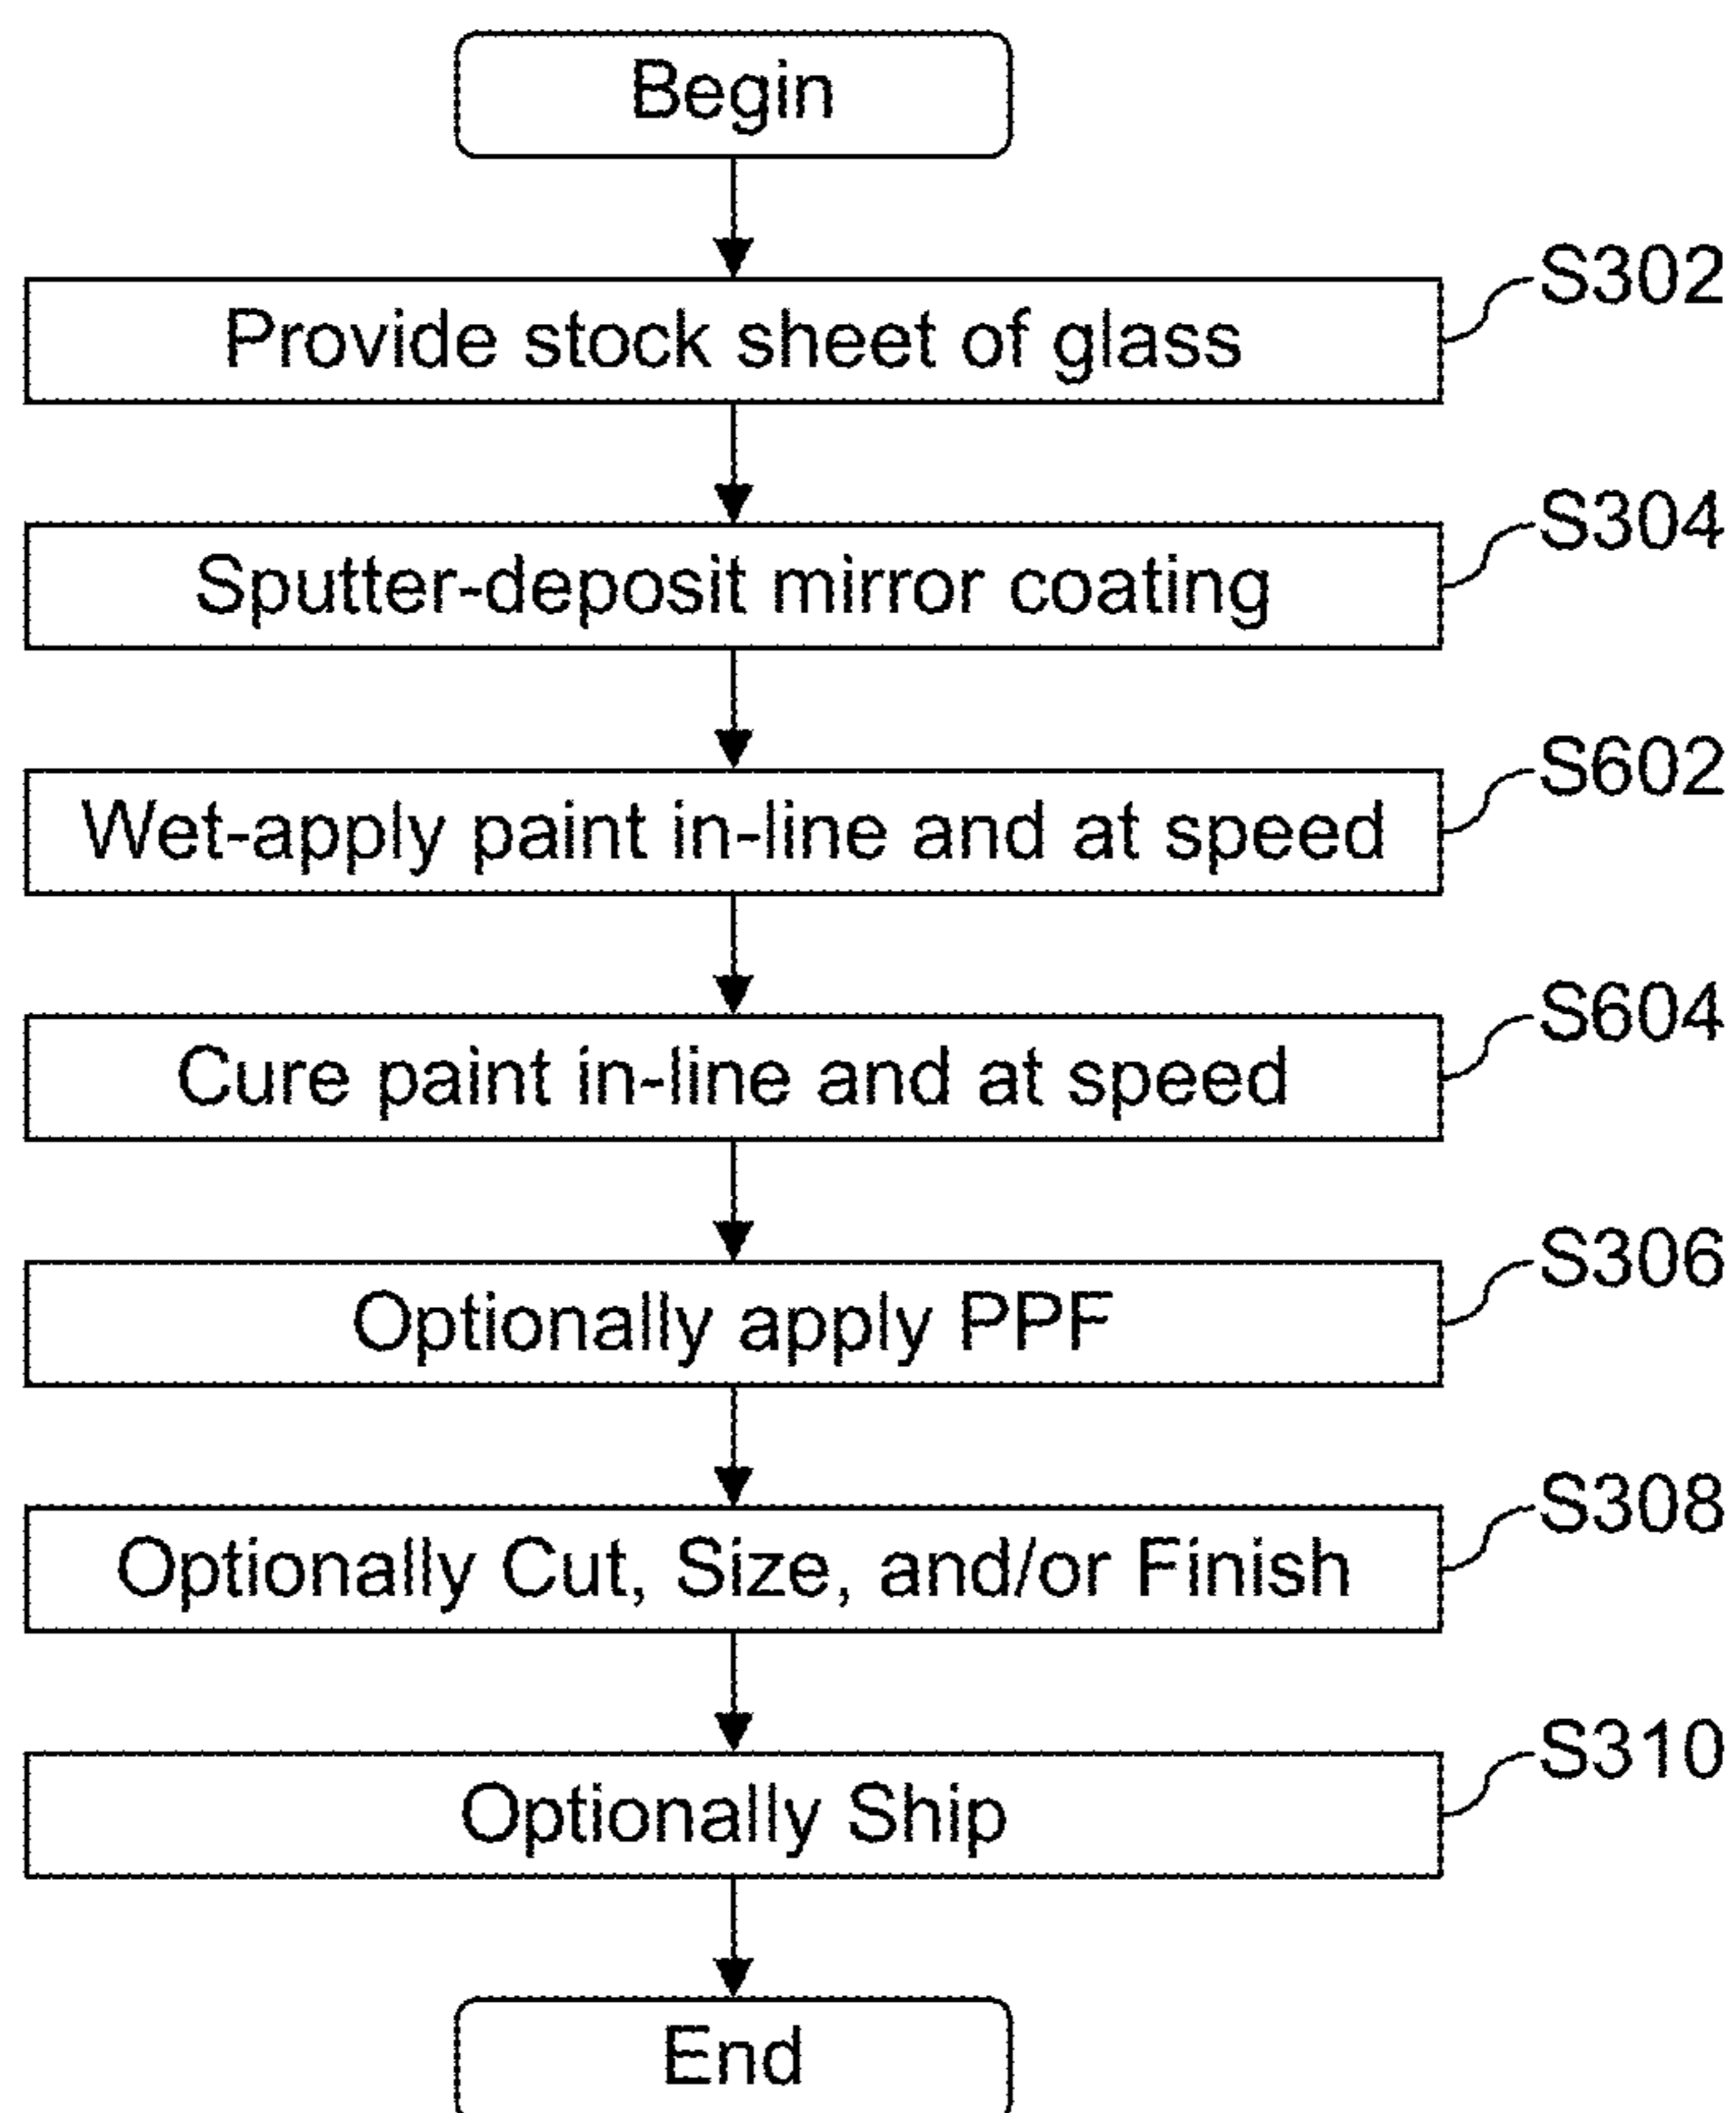 Begin
S302
Provide stock sheet of glass
S304
Sputter-deposit mirror coating
S602
Wet-apply paint in-line and at speed
S604
Cure paint in-line and at speed
S306
Optionally apply PPF
S308
Optionally Cut, Size, and/or Finish
S310
Optionally Ship
End